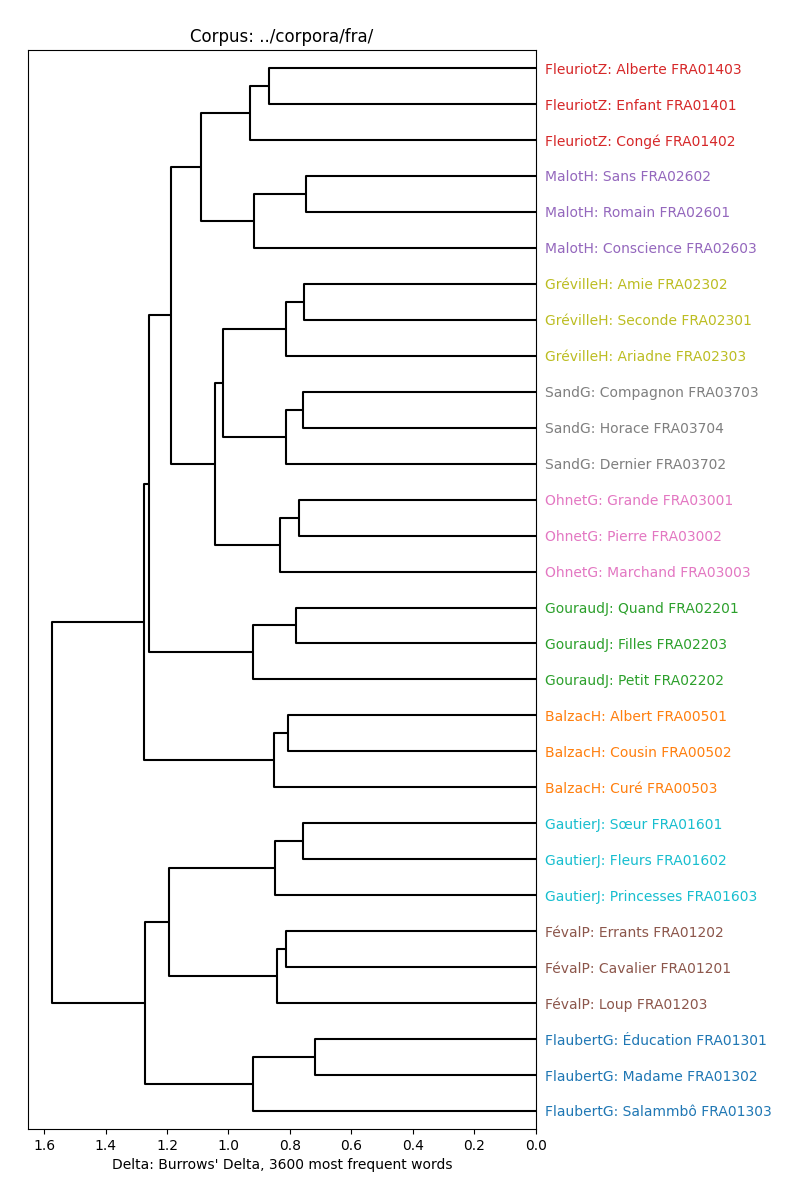 Corpus: ../corpora/fra/
FleuriotZ: Alberte FRA01403
FleuriotZ: Enfant FRA01401
FleuriotZ: Congé FRA01402
MalotH: Sans FRA02602
MalotH: Romain FRA02601
MalotH: Conscience FRA02603
GrévilleH: Amie FRA02302
GrévilleH: Seconde FRA02301
GrévilleH: Ariadne FRA02303
SandG: Compagnon FRA03703
SandG: Horace FRA03704
SandG: Dernier FRA03702
OhnetG: Grande FRA03001
OhnetG: Pierre FRA03002
OhnetG: Marchand FRA03003
GouraudJ: Quand FRA02201
GouraudJ: Filles FRA02203
GouraudJ: Petit FRA02202
BalzacH: Albert FRA00501
BalzacH: Cousin FRA00502
BalzacH: Curé FRA00503
GautierJ: Sœur FRA01601
GautierJ: Fleurs FRA01602
GautierJ: Princesses FRA01603
FévalP: Errants FRA01202
FévalP: Cavalier FRA01201
FévalP: Loup FRA01203
FlaubertG: Éducation FRA01301
FlaubertG: Madame FRA01302
FlaubertG: Salammbô FRA01303
1.6 1.4 1.2 1.0 0.8 0.6 0.4 0.2 0.0
Delta: Burrows' Delta, 3600 most frequent words